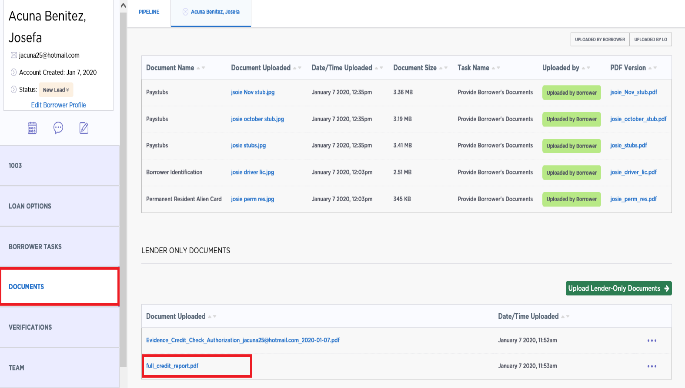 Acuna Benitez,
Josefa
jacuna25@hotmail.com
Account Created: Jan 7, 2020
Status: New Lead
Edit Borrower Profile
1003
LOAN OPTIONS
BORROWER TASKS
DOCUMENTS
VERIFICATIONS
TEAM
PIPELINE
Acuna Benitez, Josefa
UPLOADED BY BORROWER UPLOADED BY LO
Document Name Document Uploaded Date/Time Uploaded Document Size Task Name Uploaded by PDF Version
Paystubs josie Nov stub.jpg January 7 2020, 12:35pm 3.36 MB Provide Borrower's Documents Uploaded by Borrower josie_Nov_stub.pdf
Paystubs josie october stub.jpg January 7 2020, 12:35pm 3.19 MB Provide Borrower's Documents Uploaded by Borrower josie_october_stub.pdf
Paystubs josie stubs.jpg January 7 2020, 12:35pm 3.41 MB Provide Borrower's Documents Uploaded by Borrower josie_stubs.pdf
Borrower Identification josie driver lic.jpg January 7 2020, 12:03pm 2.51 MB Provide Borrower's Documents Uploaded by Borrower josie_driver_lic.pdf
Permanent Resident Alien Card josie perm res.jpg January 7 2020, 12:03pm 345 KB Provide Borrower's Documents Uploaded by Borrower josie_perm_res.pdf
LENDER ONLY DOCUMENTS
Upload Lender-Only Documents
Document Uploaded Date/Time Uploaded
Evidence_Credit_Check_Authorization_jacuna25@hotmail.com_2020-01-07.pdf January 7 2020, 11:52am
full_credit_report.pdf January 7 2020, 11:53am